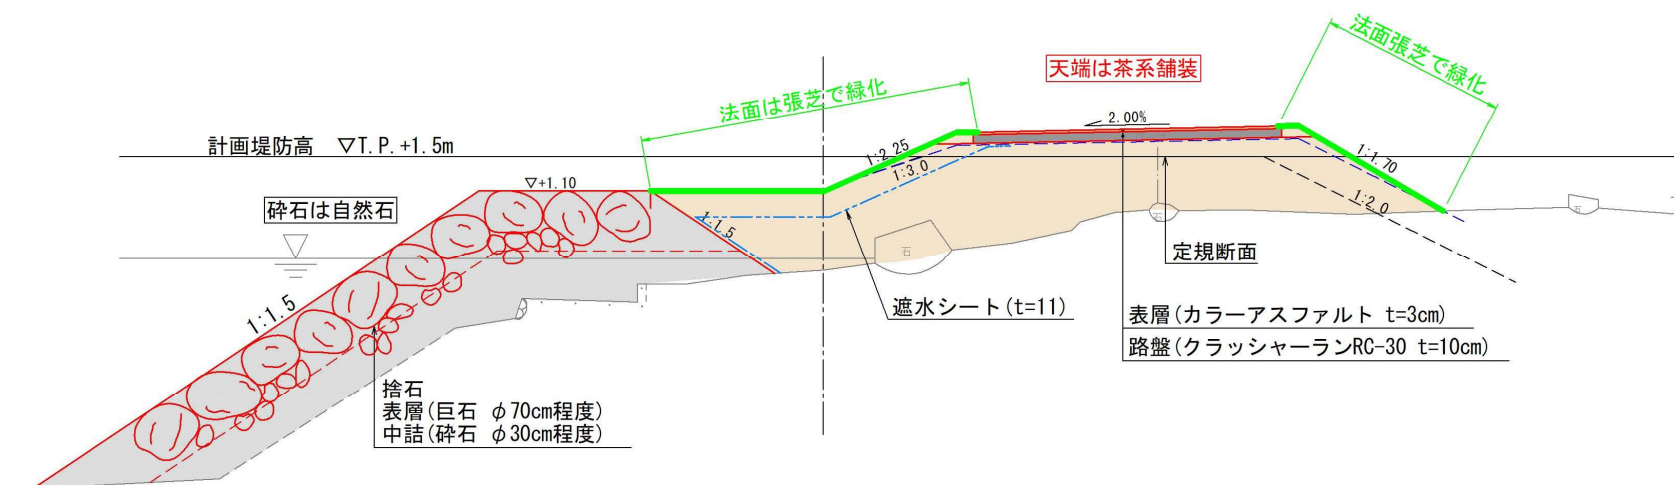 法面張芝で緑化
天端は茶系舗装
法面は張芝で緑化
2.00%
計画堤防高 ▽T.P.+1.5m
1:2.25
1:3.0
1:1.70
▽+1.10
砕石は自然石
1:1.5
1:2.0
石
石
石
定規断面
1:1.5
遮水シート(t=11)
表層(カラーアスファルト t=3cm)
路盤(クラッシャーランRC-30 t=10cm)
捨石
表層(巨石 φ70cm程度)
中詰(砕石 φ30cm程度)